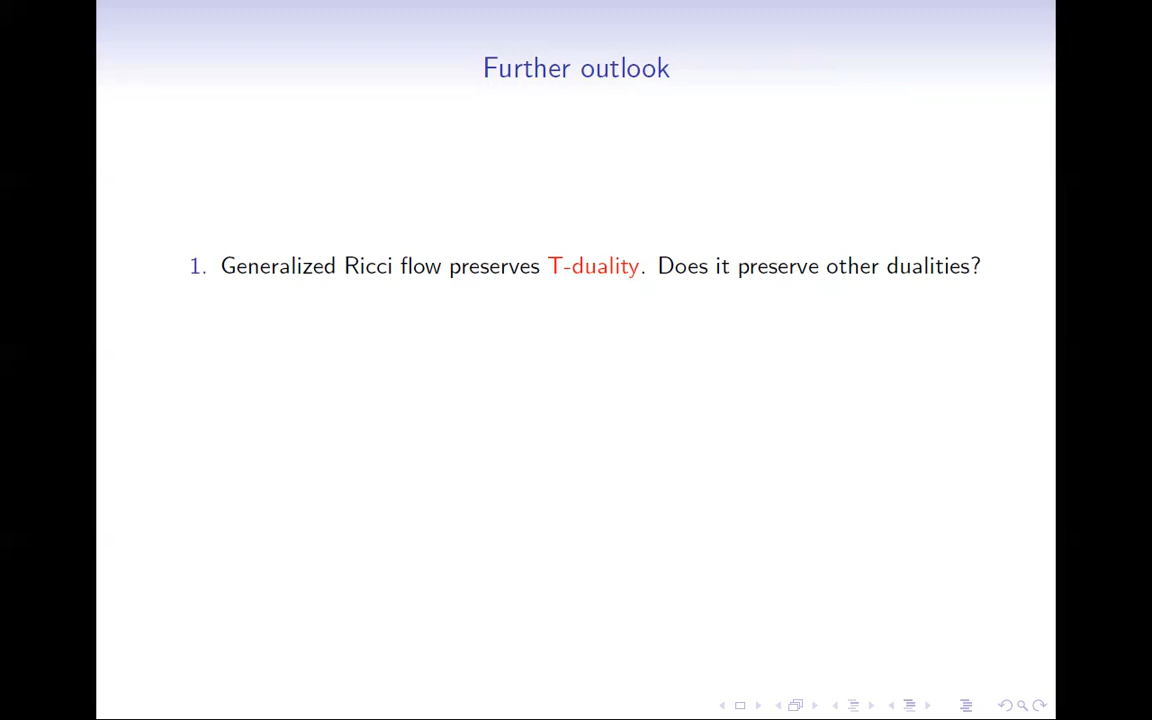 Further outlook
1. Generalized Ricci flow preserves T-duality. Does it preserve other dualities?